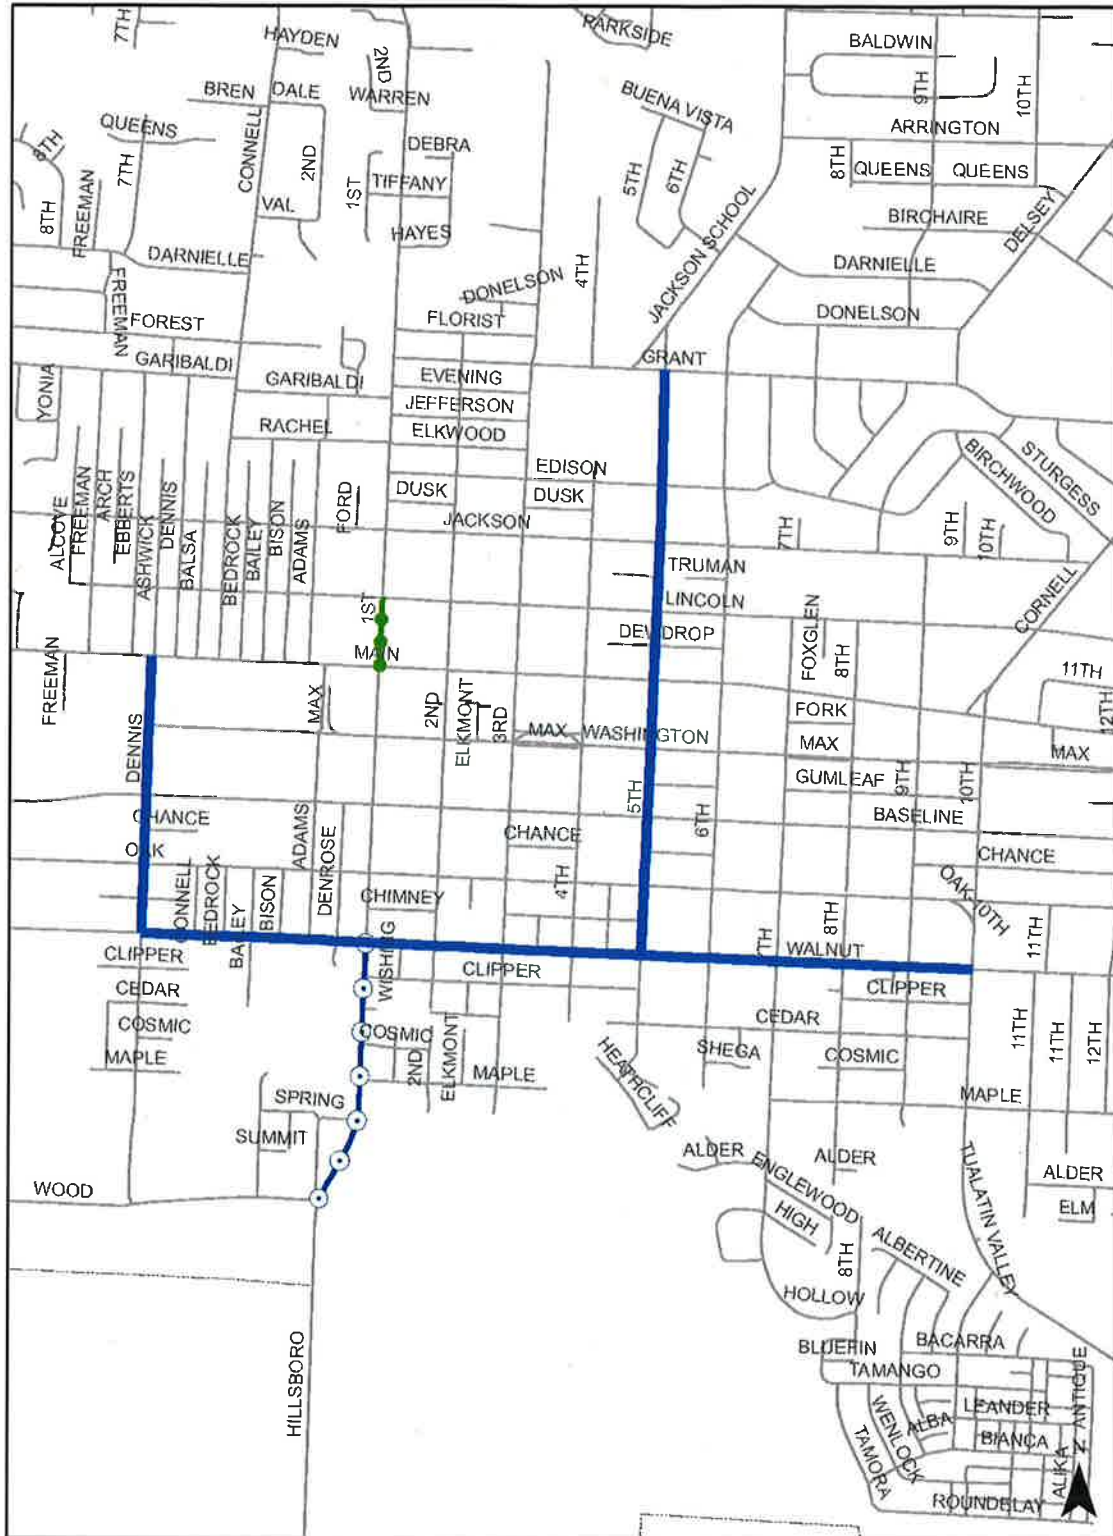 7TH
HAYDEN
2ND
PARKSIDE
BALDWIN
BREN
DALE
WARREN
BUENA VISTA
9TH
10TH
QUEENS
8TH
7TH
CONNELL
2ND
DEBRA
ARRINGTON
8TH
FREEMAN
1ST
TIFFANY
5TH
6TH
8TH
QUEENS
QUEENS
VAL
HAYES
BIRCHAIRE
DELSEY
DARNIELLE
FREEMAN
DONELSON
4TH
JACKSON SCHOOL
DARNIELLE
FOREST
FLORIST
DONELSON
GARIBALDI
GARIBALDI
EVENING
GRANT
YONIA
JEFFERSON
RACHEL
ELKWOOD
STURGESS
BIRCHWOOD
ALCOVE
FREEMAN
ARCH
EBBERTS
ASHWICK
DENNIS
BALSA
BEDROCK
BAILEY
BISON
ADAMS
FORD
DUSK
EDISON
DUSK
JACKSON
7TH
9TH
10TH
TRUMAN
LINCOLN
CORNELL
1ST
MAIN
DEWDROP
FOXGLEN
8TH
FREEMAN
11TH
12TH
DENNIS
MAX
2ND
ELKMONT
3RD
MAX
WASHINGTON
FORK
MAX
MAX
GUMLEAF
9TH
10TH
5TH
6TH
BASELINE
CHANCE
ADAMS
DENROSE
CHANCE
OAK
CHANCE
CONNELL
BEDROCK
BAILEY
BISON
CHIMNEY
4TH
OAK-10TH
7TH
8TH
WALNUT
11TH
CLIPPER
WISHING
CLIPPER
CLIPPER
CEDAR
COSMIC
COSMIC
2ND
ELKMONT
CEDAR
11TH
11TH
12TH
MAPLE
MAPLE
HEATHCLIFF
SHEGA
COSMIC
MAPLE
SPRING
SUMMIT
ALDER
ENGLEWOOD
ALDER
TUALATIN VALLEY
ALDER
WOOD
HIGH
ELM
8TH
ALBERTINE
HOLLOW
HILLSBORO
BLUEFIN
BACARRA
TAMANGO
ANTIQUE
WENLOCK
ALBA
LEANDER
TAMORA
BIANCA
ALIKA
N
ROUNDELAY